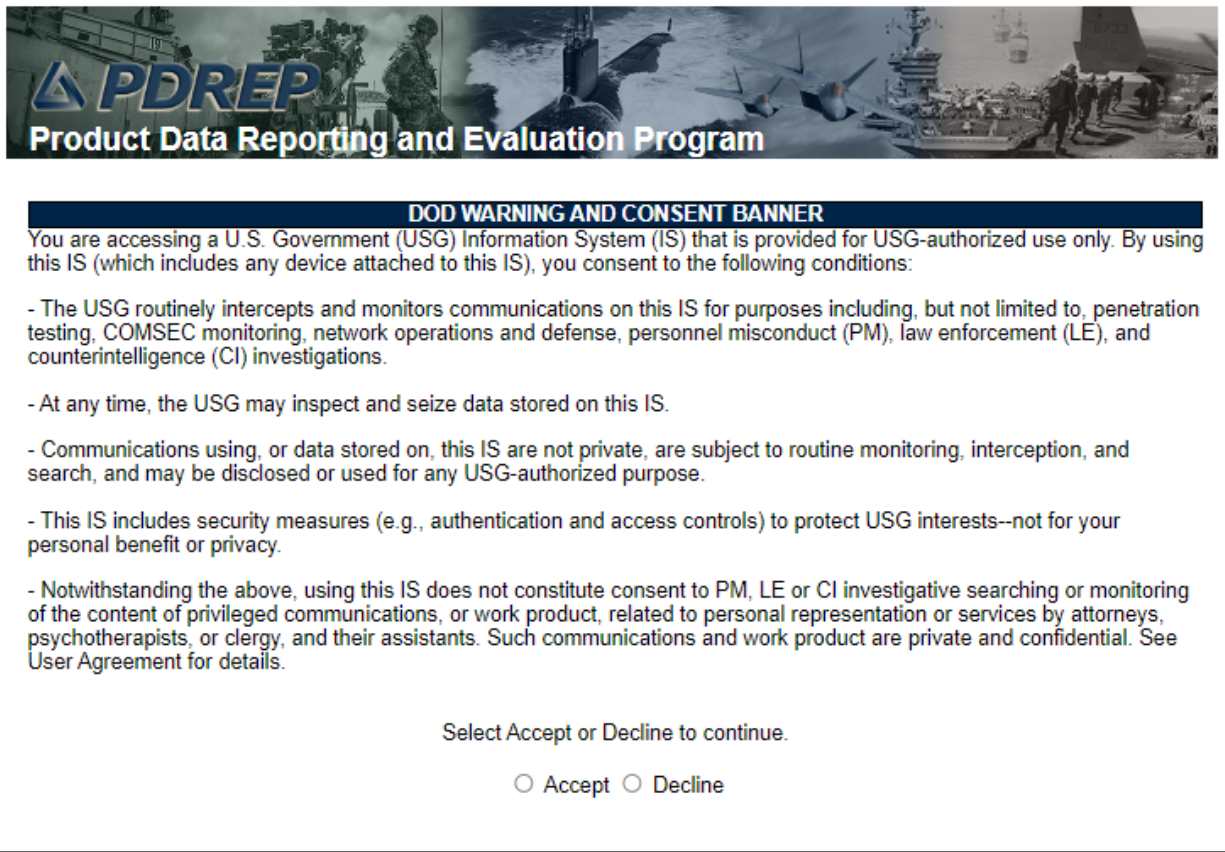 PDREP
Product Data Reporting and Evaluation Program
DOD WARNING AND CONSENT BANNER
You are accessing a U.S. Government (USG) Information System (IS) that is provided for USG-authorized use only. By using
this IS (which includes any device attached to this IS), you consent to the following conditions:
- The USG routinely intercepts and monitors communications on this IS for purposes including, but not limited to, penetration
testing, COMSEC monitoring, network operations and defense, personnel misconduct (PM), law enforcement (LE), and
counterintelligence (CI) investigations.
- At any time, the USG may inspect and seize data stored on this IS.
- Communications using, or data stored on, this IS are not private, are subject to routine monitoring, interception, and
search, and may be disclosed or used for any USG-authorized purpose.
- This IS includes security measures (e.g., authentication and access controls) to protect USG interests--not for your
personal benefit or privacy.
- Notwithstanding the above, using this IS does not constitute consent to PM, LE or CI investigative searching or monitoring
of the content of privileged communications, or work product, related to personal representation or services by attorneys,
psychotherapists, or clergy, and their assistants. Such communications and work product are private and confidential. See
User Agreement for details.
Select Accept or Decline to continue.
Accept Decline